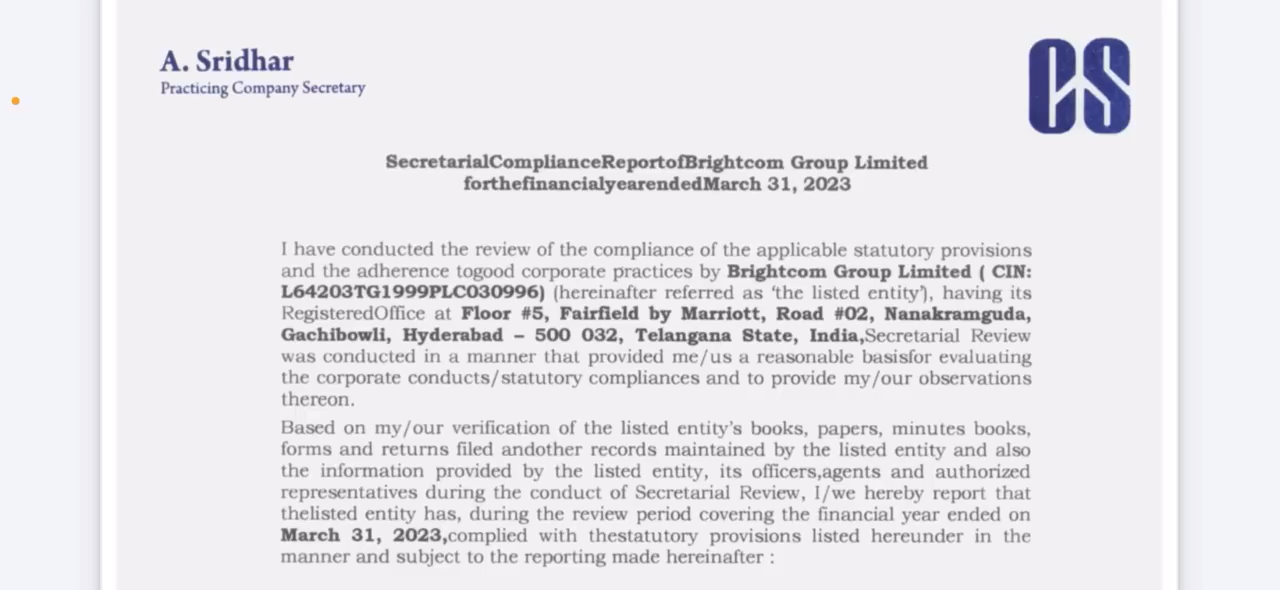 A. Sridhar
Practicing Company Secretary
CS
SecretarialComplianceReportofBrightcom Group Limited
forthefinancialyearendedMarch 31, 2023
I have conducted the review of the compliance of the applicable statutory provisions
and the adherence togood corporate practices by Brightcom Group Limited ( CIN:
L64203TG1999PLC030996) (hereinafter referred as ‘the listed entity’), having its
RegisteredOffice at Floor #5, Fairfield by Marriott, Road #02, Nanakramguda,
Gachibowli, Hyderabad – 500 032, Telangana State, India,Secretarial Review
was conducted in a manner that provided me/us a reasonable basisfor evaluating
the corporate conducts/statutory compliances and to provide my/our observations
thereon.
Based on my/our verification of the listed entity’s books, papers, minutes books,
forms and returns filed andother records maintained by the listed entity and also
the information provided by the listed entity, its officers,agents and authorized
representatives during the conduct of Secretarial Review, I/we hereby report that
thelisted entity has, during the review period covering the financial year ended on
March 31, 2023,complied with thestatutory provisions listed hereunder in the
manner and subject to the reporting made hereinafter :